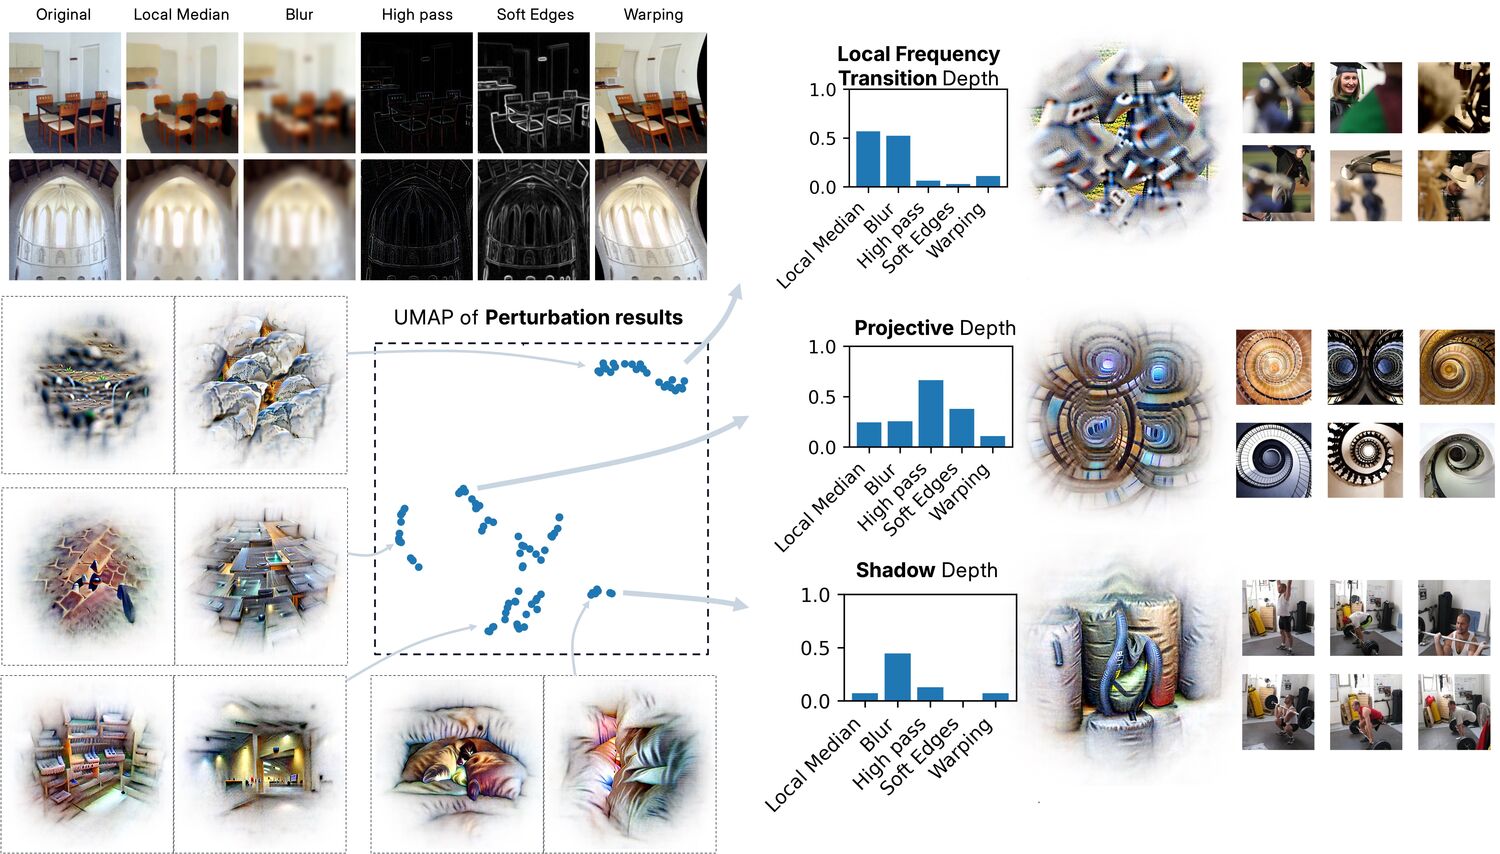 Original Local Median Blur High pass Soft Edges Warping
UMAP of Perturbation results
Local Frequency
Transition Depth
1.0
0.5
0.0
Local Median
Blur
High pass
Soft Edges
Warping
Projective Depth
1.0
0.5
0.0
Local Median
Blur
High pass
Soft Edges
Warping
Shadow Depth
1.0
0.5
0.0
Local Median
Blur
High pass
Soft Edges
Warping